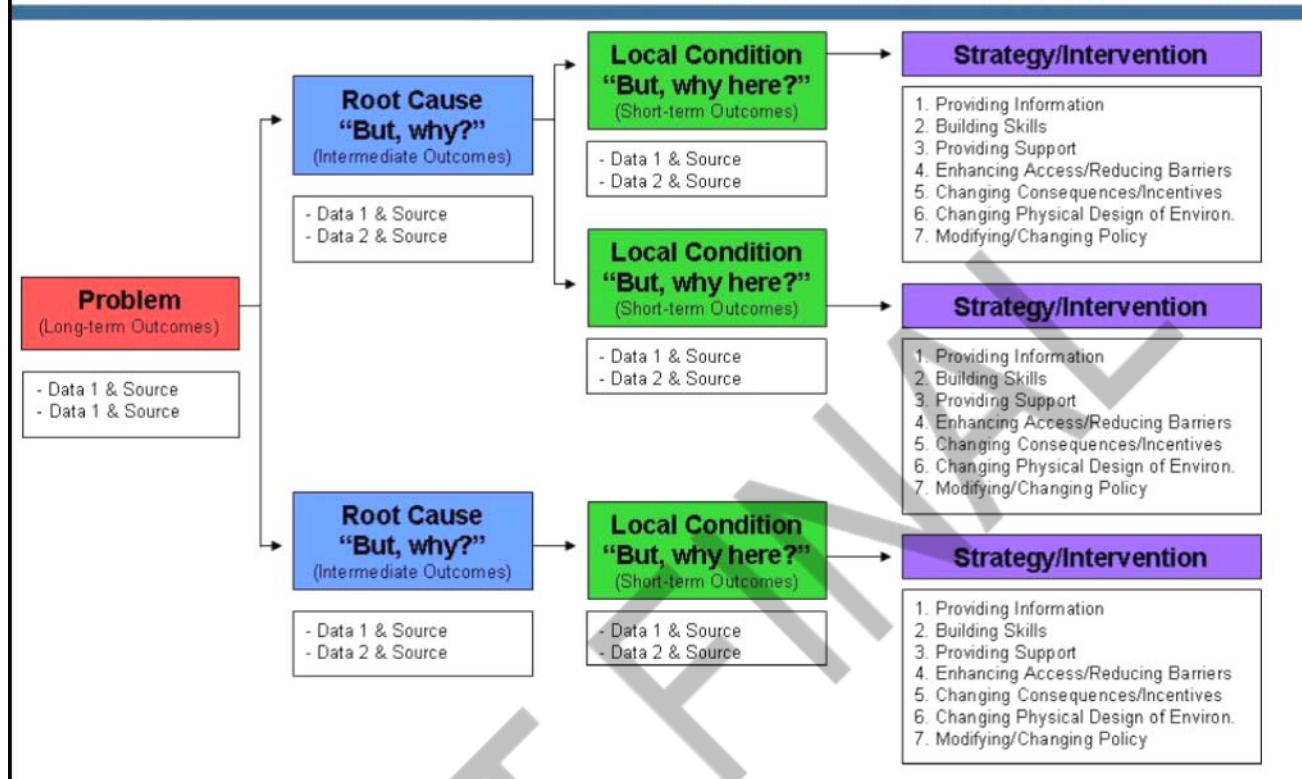 Problem
(Long-term Outcomes)
- Data 1 & Source
- Data 1 & Source
Root Cause
“But, why?”
(Intermediate Outcomes)
- Data 1 & Source
- Data 2 & Source
Local Condition
“But, why here?”
(Short-term Outcomes)
- Data 1 & Source
- Data 2 & Source
Strategy/Intervention
1. Providing Information
2. Building Skills
3. Providing Support
4. Enhancing Access/Reducing Barriers
5. Changing Consequences/Incentives
6. Changing Physical Design of Environ.
7. Modifying/Changing Policy
Local Condition
“But, why here?”
(Short-term Outcomes)
- Data 1 & Source
- Data 2 & Source
Strategy/Intervention
1. Providing Information
2. Building Skills
3. Providing Support
4. Enhancing Access/Reducing Barriers
5. Changing Consequences/Incentives
6. Changing Physical Design of Environ.
7. Modifying/Changing Policy
Root Cause
“But, why?”
(Intermediate Outcomes)
- Data 1 & Source
- Data 2 & Source
Local Condition
“But, why here?”
(Short-term Outcomes)
- Data 1 & Source
- Data 2 & Source
Strategy/Intervention
1. Providing Information
2. Building Skills
3. Providing Support
4. Enhancing Access/Reducing Barriers
5. Changing Consequences/Incentives
6. Changing Physical Design of Environ.
7. Modifying/Changing Policy
FINAL